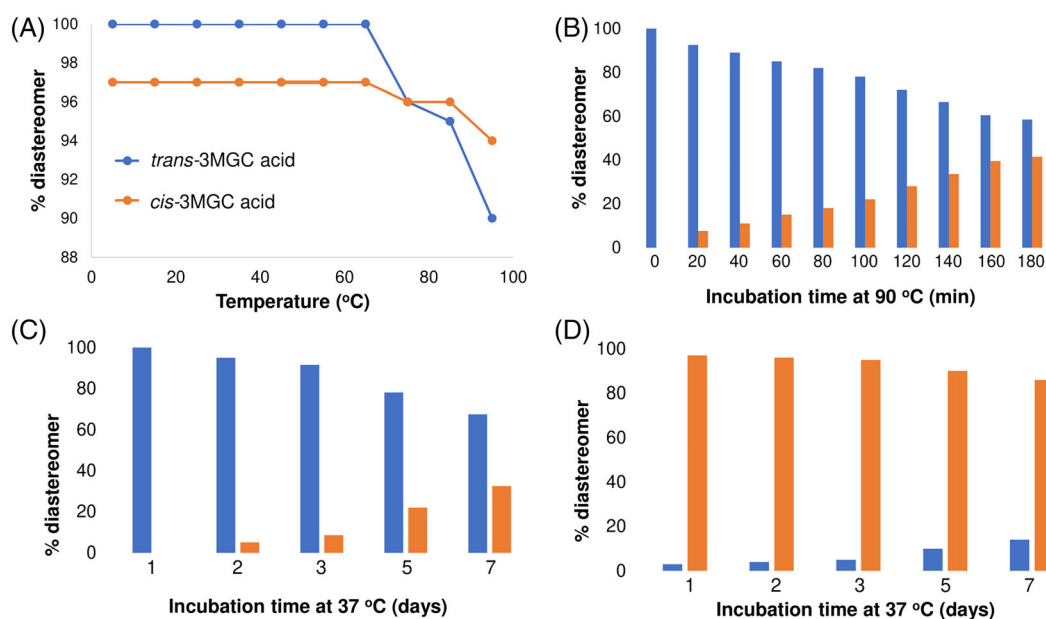 (A)
% diastereomer
100
98
96
94
92
90
88
trans-3MGC acid
cis-3MGC acid
0 20 40 60 80 100
Temperature (oC)
(B)
% diastereomer
100
80
60
40
20
0
0 20 40 60 80 100 120 140 160 180
Incubation time at 90 oC (min)
(C)
% diastereomer
100
80
60
40
20
0
1 2 3 5 7
Incubation time at 37 oC (days)
(D)
% diastereomer
100
80
60
40
20
0
1 2 3 5 7
Incubation time at 37 oC (days)